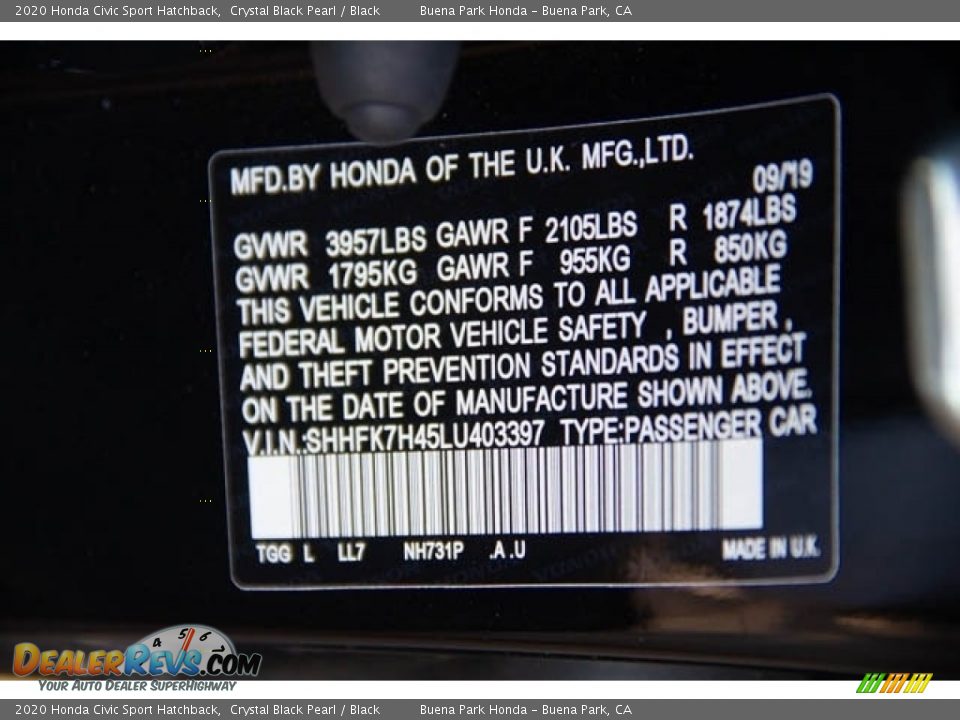 2020 Honda Civic Sport Hatchback, Crystal Black Pearl / Black Buena Park Honda - Buena Park, CA
MFD.BY HONDA OF THE U.K. MFG.,LTD.
09/19
GVWR 3957LBS GAWR F 2105LBS R 1874LBS
GVWR 1795KG GAWR F 955KG R 850KG
THIS VEHICLE CONFORMS TO ALL APPLICABLE
FEDERAL MOTOR VEHICLE SAFETY , BUMPER ,
AND THEFT PREVENTION STANDARDS IN EFFECT
ON THE DATE OF MANUFACTURE SHOWN ABOVE.
V.I.N.:SHHFK7H45LU403397 TYPE:PASSENGER CAR
TGG L LL7 NH731P .A .U MADE IN U.K.
4 5 6
DEALERREVS.COM
YOUR AUTO DEALER SUPERHIGHWAY
2020 Honda Civic Sport Hatchback, Crystal Black Pearl / Black Buena Park Honda - Buena Park, CA